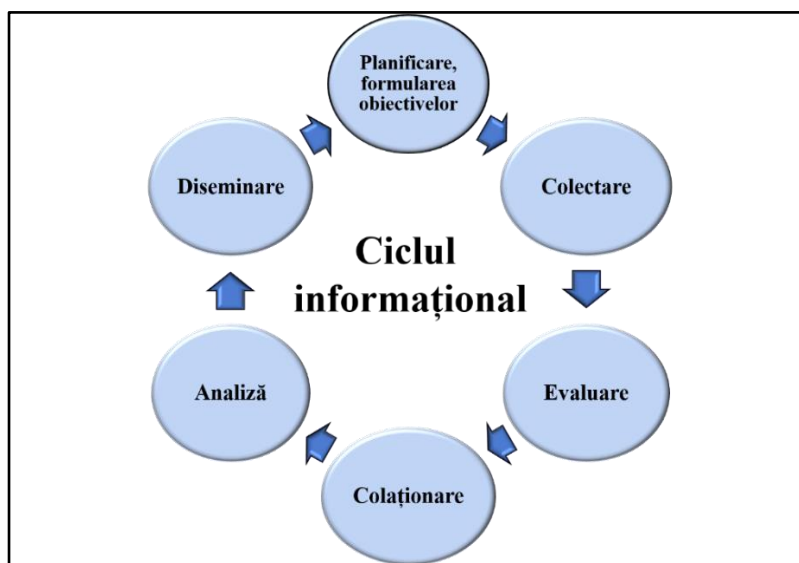 Planificare,
formularea
obiectivelor
Diseminare
Colectare
Ciclul
informațional
Analiză
Evaluare
Colaționare